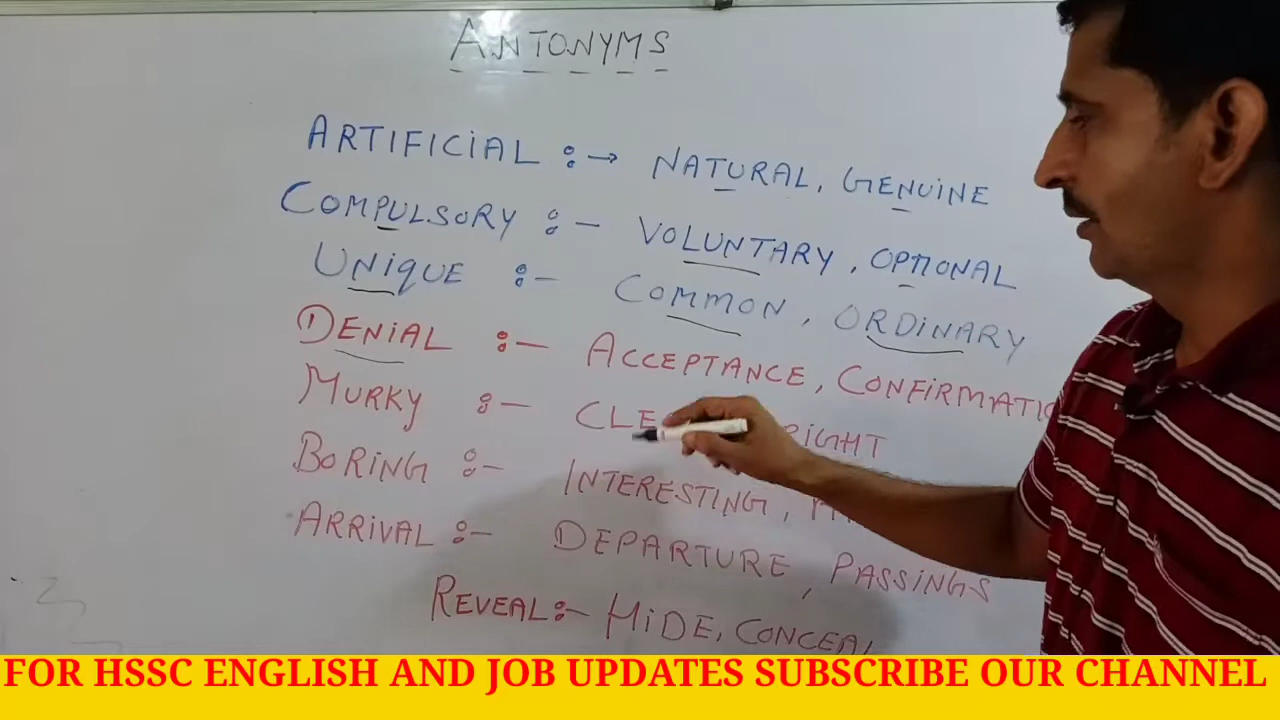 ANTONYMS
ARTIFICIAL :→ NATURAL, GENUINE
COMPULSORY :- VOLUNTARY, OPTIONAL
UNIQUE :- COMMON, ORDINARY
DENIAL :- ACCEPTANCE, CONFIRMATIO
MURKY :- CLE RIGHT
BORING :- INTERESTING,
ARRIVAL :- DEPARTURE, PASSINGS
REVEAL :- HIDE, CONCEAL
FOR HSSC ENGLISH AND JOB UPDATES SUBSCRIBE OUR CHANNEL